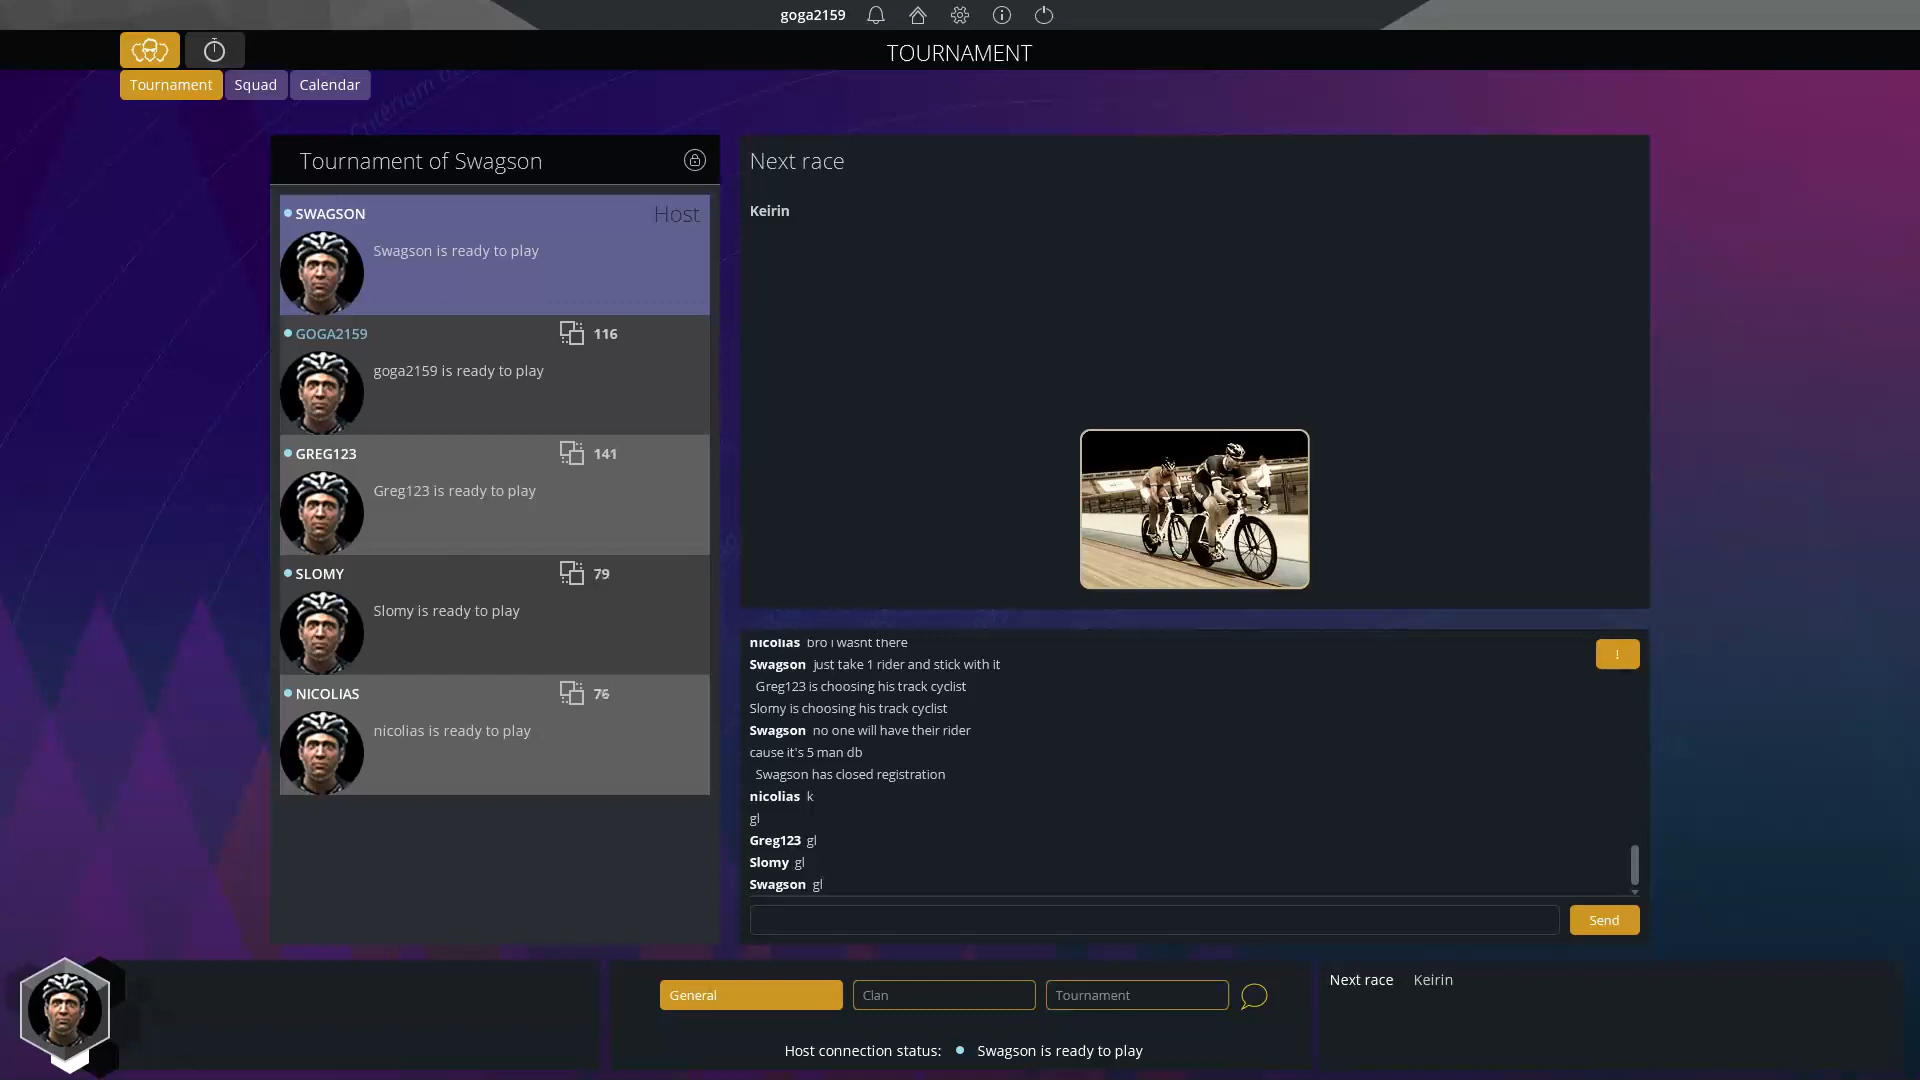 goga2159
TOURNAMENT
Tournament Squad Calendar
Tournament of Swagson
SWAGSON Host
Swagson is ready to play
GOGA2159 116
goga2159 is ready to play
GREG123 141
Greg123 is ready to play
SLOMY 79
Slomy is ready to play
NICOLIAS 76
nicolias is ready to play
Next race
Keirin
nicolias bro i wasnt there
!
Swagson just take 1 rider and stick with it
Greg123 is choosing his track cyclist
Slomy is choosing his track cyclist
Swagson no one will have their rider
cause it's 5 man db
Swagson has closed registration
nicolias k
gl
Greg123 gl
Slomy gl
Swagson gl
Send
General Clan Tournament
Host connection status: Swagson is ready to play
Next race Keirin